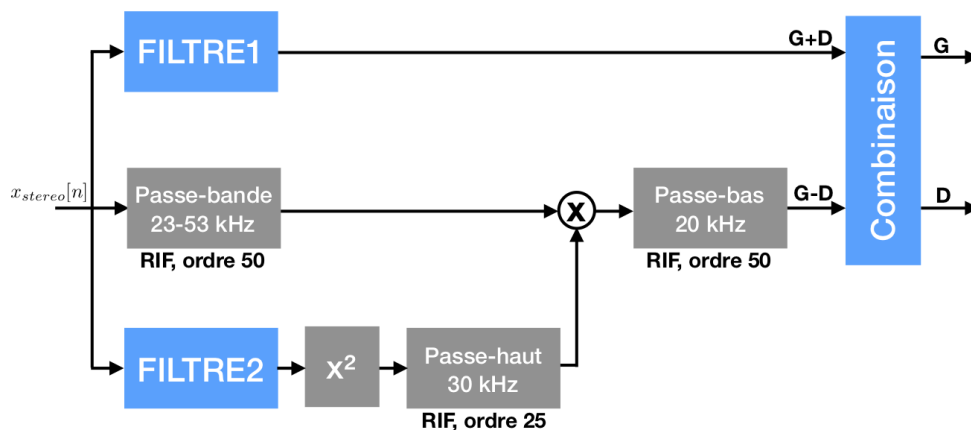 FILTRE1
G+D
G
Combinaison
x_{stereo}[n]
Passe-bande
23-53 kHz
RIF, ordre 50
X
Passe-bas
20 kHz
RIF, ordre 50
G-D
D
FILTRE2
X²
Passe-haut
30 kHz
RIF, ordre 25